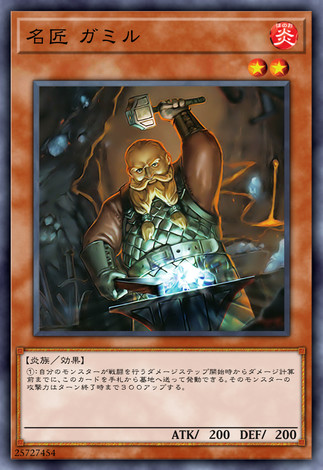 名匠 ガミル
炎
【炎族／効果】
①：自分のモンスターが戦闘を行うダメージステップ開始時からダメージ計算
前までに、このカードを手札から墓地へ送って発動できる。そのモンスターの
攻撃力はターン終了時まで３００アップする。
ATK/ 200 DEF/ 200
25727454